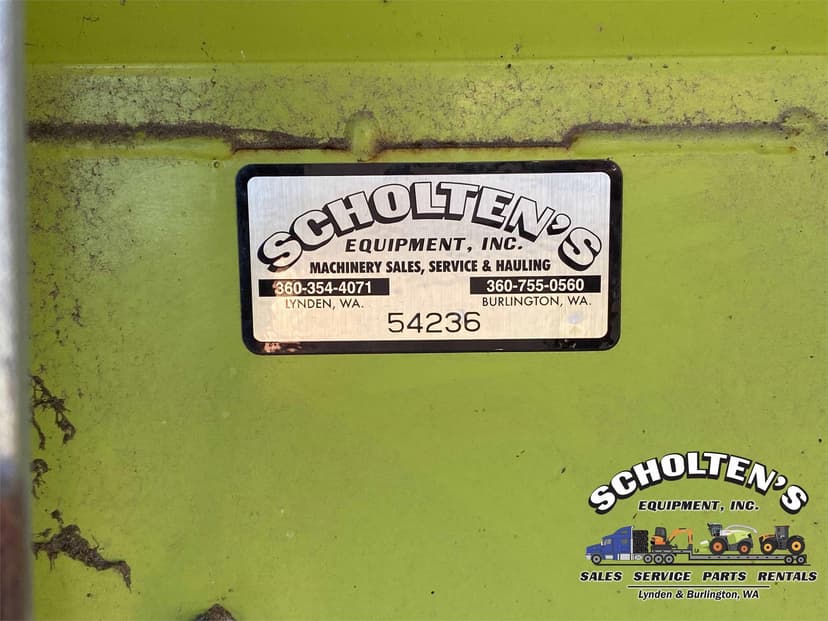 SCHOLTEN'S
EQUIPMENT, INC.
MACHINERY SALES, SERVICE & HAULING
360-354-4071 360-755-0560
LYNDEN, WA. BURLINGTON, WA.
54236
SCHOLTEN'S
EQUIPMENT, INC.
SALES SERVICE PARTS RENTALS
Lynden & Burlington, WA